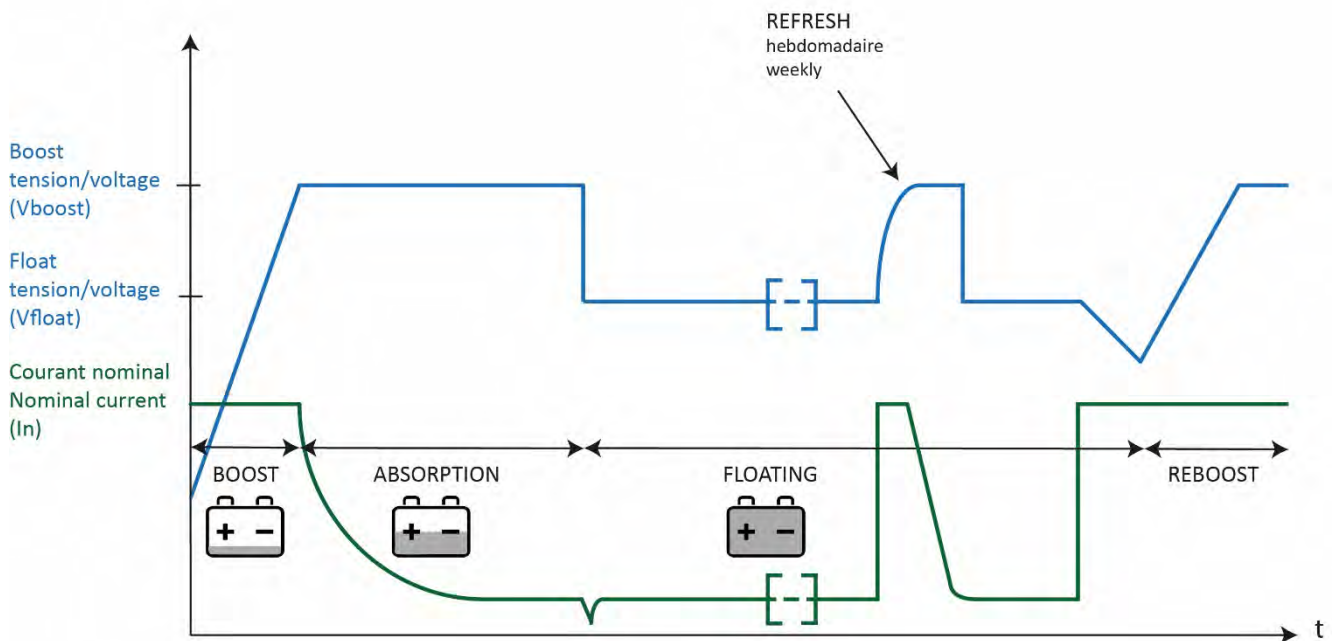 REFRESH
hebdomadaire
weekly
Boost
tension/voltage
(Vboost)
Float
tension/voltage
(Vfloat)
Courant nominal
Nominal current
(In)
BOOST
ABSORPTION
FLOATING
REBOOST
+ −
+ −
+ −
t